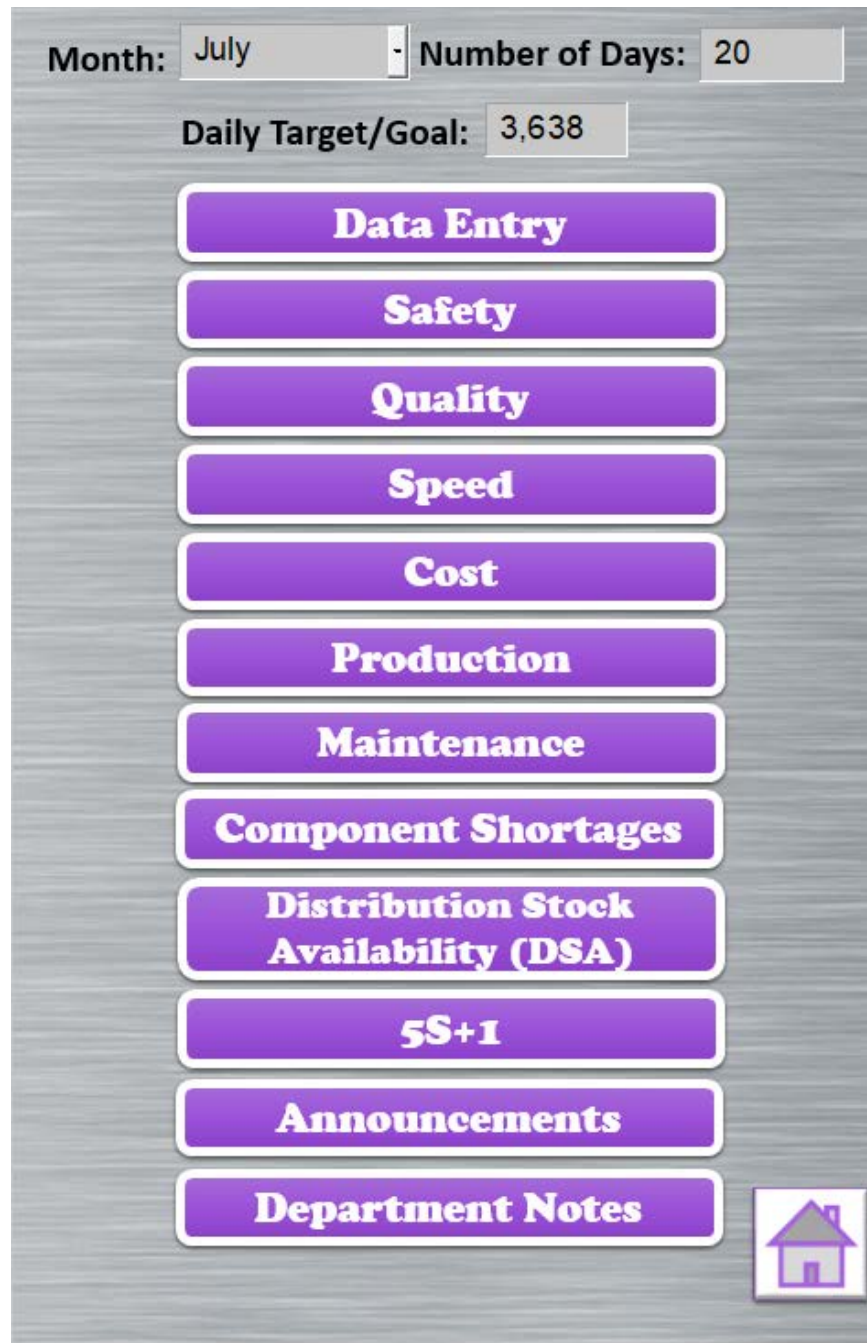 Month: July Number of Days: 20
Daily Target/Goal: 3,638
Data Entry
Safety
Quality
Speed
Cost
Production
Maintenance
Component Shortages
Distribution Stock
Availability (DSA)
5S+1
Announcements
Department Notes